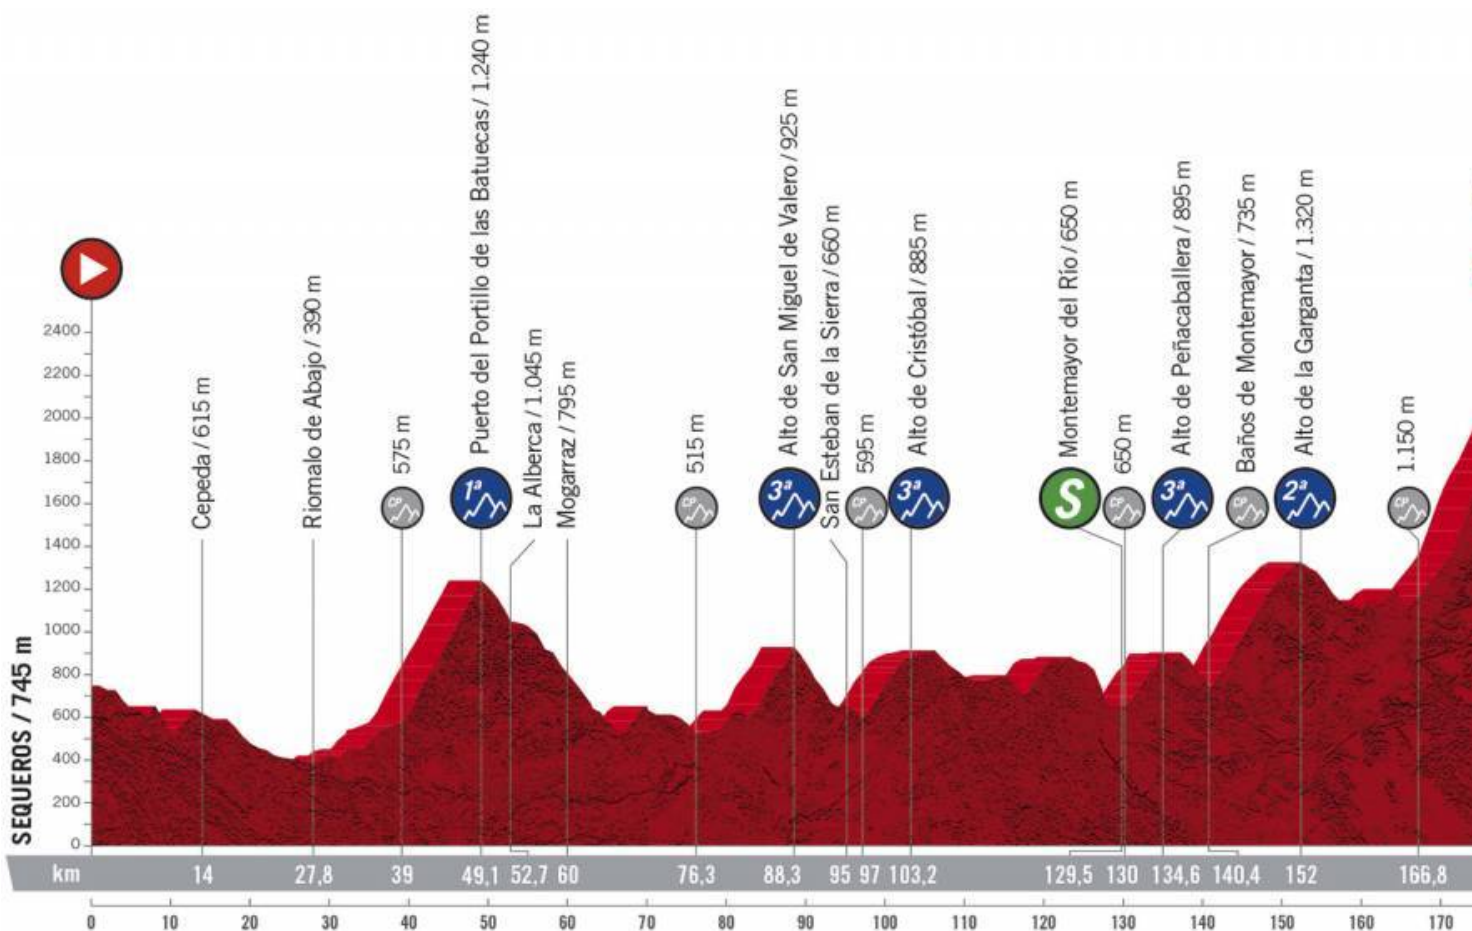 Puerto del Portillo de las Batuecas / 1.240 m
Alto de San Miguel de Valero / 925 m
Alto de Peñacaballera / 895 m
Alto de la Garganta / 1.320 m
Baños de Montemayor / 735 m
Montemayor del Río / 650 m
San Esteban de la Sierra / 660 m
Alto de Cristóbal / 885 m
Riomalo de Abajo / 390 m
La Alberca / 1.045 m
Mogarraz / 795 m
Cepeda / 615 m
575 m
515 m
595 m
650 m
1.150 m
CP
1ª
CP
3ª
CP
3ª
S
CP
3ª
CP
2ª
CP
2400
2200
2000
1800
1600
1400
1200
1000
800
600
400
200
0
SEQUEROS / 745 m
km 14 27,8 39 49,1 52,7 60 76,3 88,3 95 97 103,2 129,5 130 134,6 140,4 152 166,8
0 10 20 30 40 50 60 70 80 90 100 110 120 130 140 150 160 170